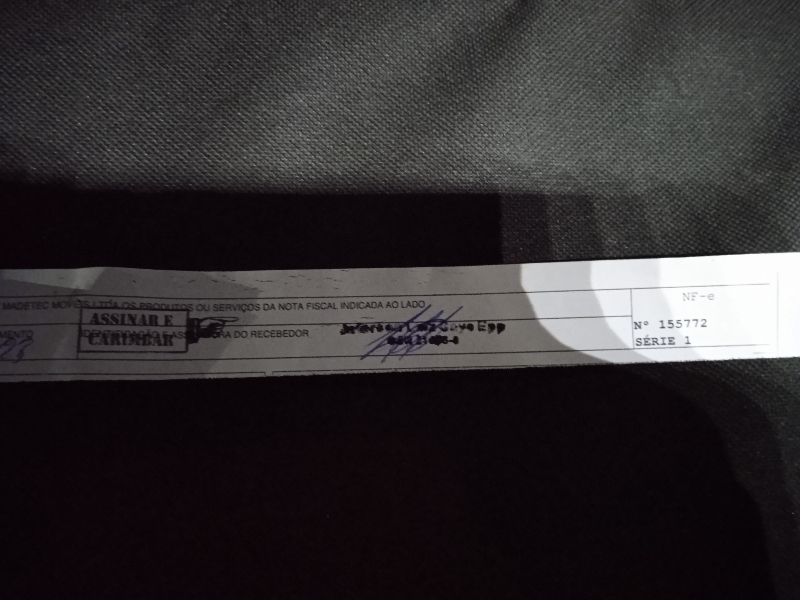 MADETEC MOVEIS LTDA OS PRODUTOS OU SERVIÇOS DA NOTA FISCAL INDICADA AO LADO
NF-e
ASSINAR E
CARIMBAR
DO RECEBEDOR
Nº 155772
SÉRIE 1